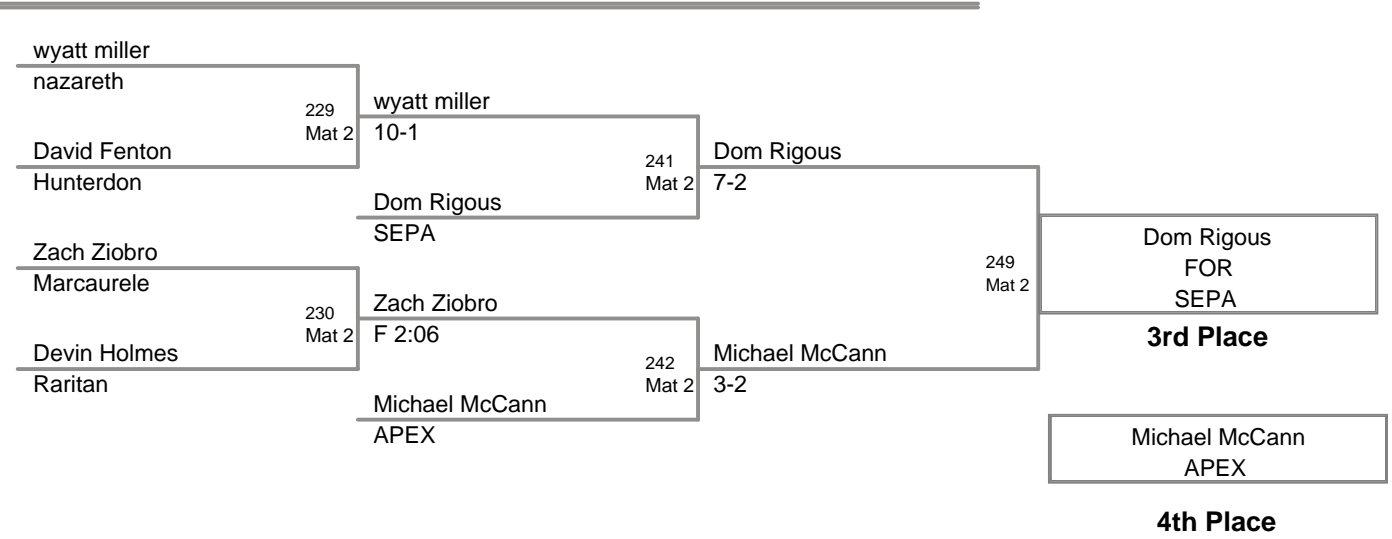 wyatt miller
nazareth
229
Mat 2
David Fenton
Hunterdon
wyatt miller
10-1
Dom Rigous
SEPA
241
Mat 2
Dom Rigous
7-2
Zach Ziobro
Marcaurele
230
Mat 2
Devin Holmes
Raritan
Zach Ziobro
F 2:06
Michael McCann
APEX
242
Mat 2
Michael McCann
3-2
249
Mat 2
Dom Rigous
FOR
SEPA
3rd Place
Michael McCann
APEX
4th Place